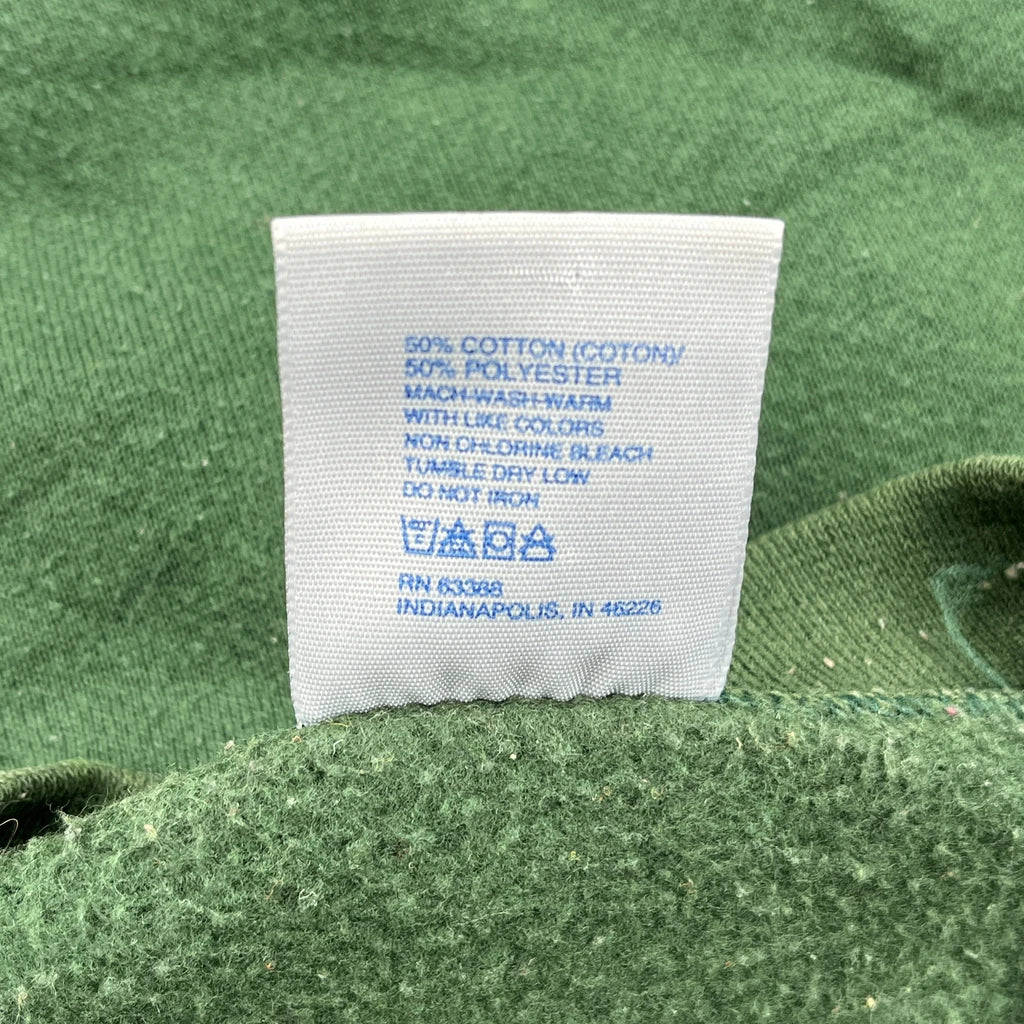 50% COTTON (COTON)/
50% POLYESTER
MACH-WASH-WARM
WITH LIKE COLORS
NON CHLORINE BLEACH
TUMBLE DRY LOW
DO NOT IRON
RN 63388
INDIANAPOLIS, IN 46226